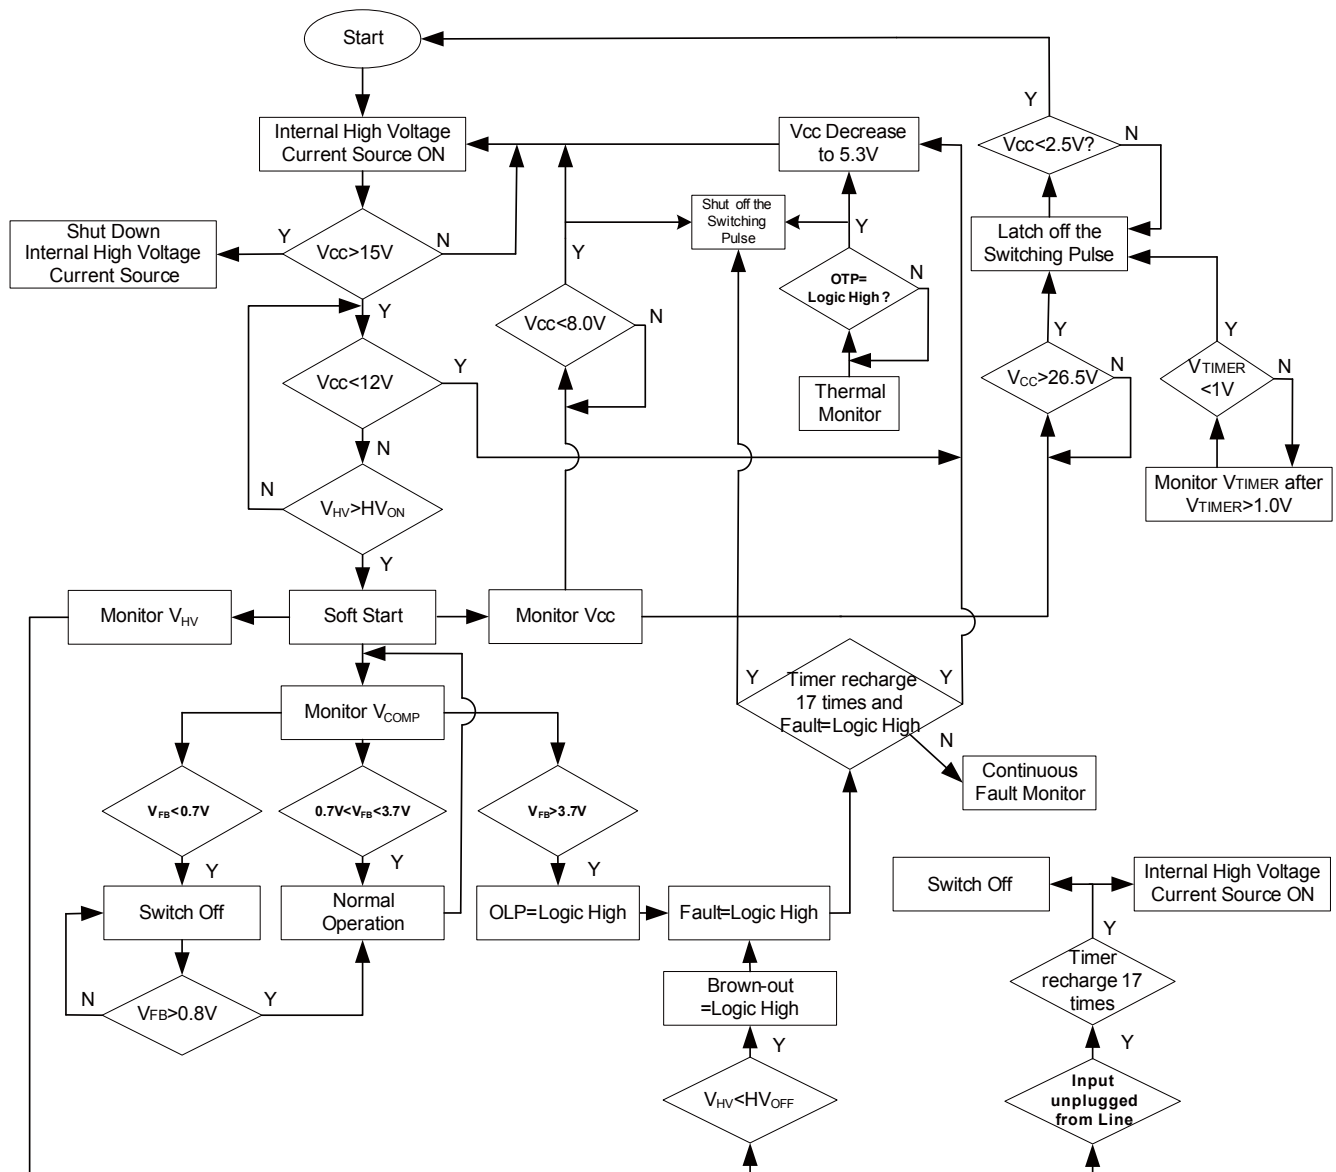 Start
Y
Internal High Voltage
Current Source ON
Vcc Decrease
to 5.3V
Vcc<2.5V?
N
Shut Down
Internal High Voltage
Current Source
Y
Vcc>15V
N
Shut off the
Switching
Pulse
Y
Latch off the
Switching Pulse
Y
Y
OTP=
Logic High ?
N
Vcc<8.0V
N
Vcc<12V
Y
Thermal
Monitor
Y
VCC>26.5V
N
Y
VTIMER
<1V
N
N
N
VHV>HVON
Y
Monitor VTIMER after
VTIMER>1.0V
Monitor VHV
Soft Start
Monitor Vcc
Y
Timer recharge
17 times and
Fault=Logic High
Y
N
Monitor VCOMP
Continuous
Fault Monitor
VFB<0.7V
0.7V<VFB<3.7V
VFB>3.7V
Y
Y
Y
Switch Off
Normal
Operation
OLP=Logic High
Fault=Logic High
Switch Off
Internal High Voltage
Current Source ON
Y
N
VFB>0.8V
Y
Brown-out
=Logic High
Timer
recharge 17
times
Y
Y
VHV<HVOFF
Input
unplugged
from Line